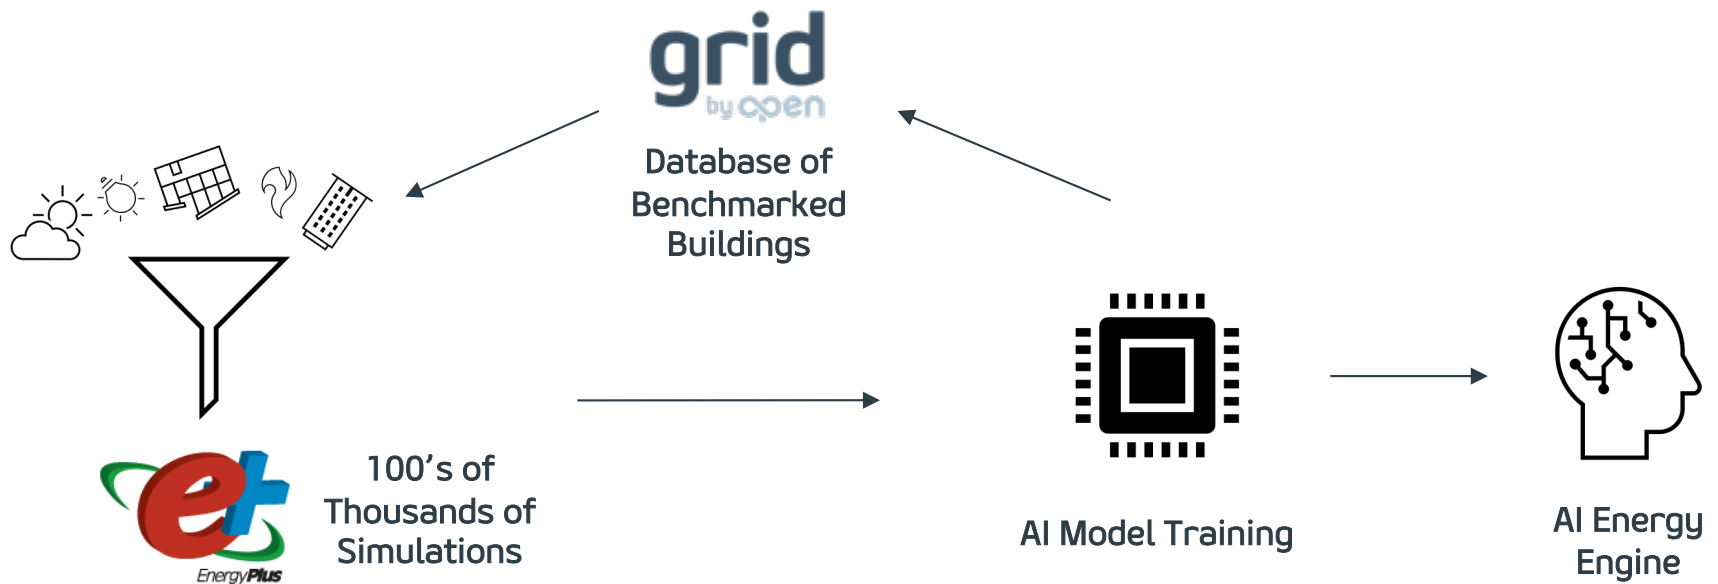 grid
by open
Database of
Benchmarked
Buildings
e+
EnergyPlus
100's of
Thousands of
Simulations
AI Model Training
AI Energy
Engine